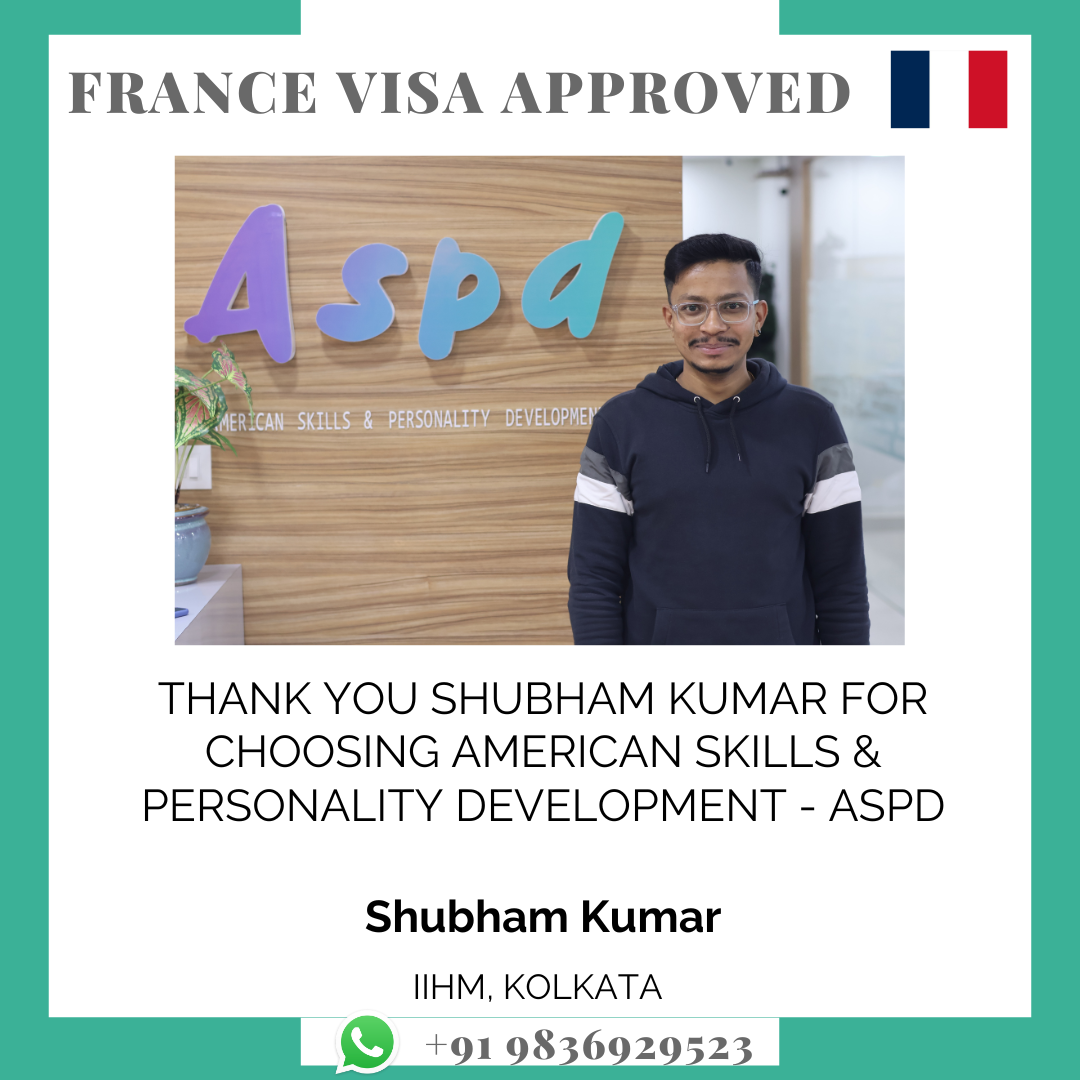 FRANCE VISA APPROVED
Aspd
AMERICAN SKILLS & PERSONALITY DEVELOPMEN
THANK YOU SHUBHAM KUMAR FOR
CHOOSING AMERICAN SKILLS &
PERSONALITY DEVELOPMENT - ASPD
Shubham Kumar
IIHM, KOLKATA
+91 9836929523